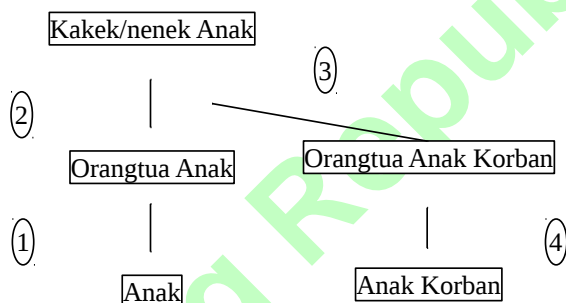 Kakek/nenek Anak
3
2
Orangtua Anak
Orangtua Anak Korban
1
4
Anak
Anak Korban